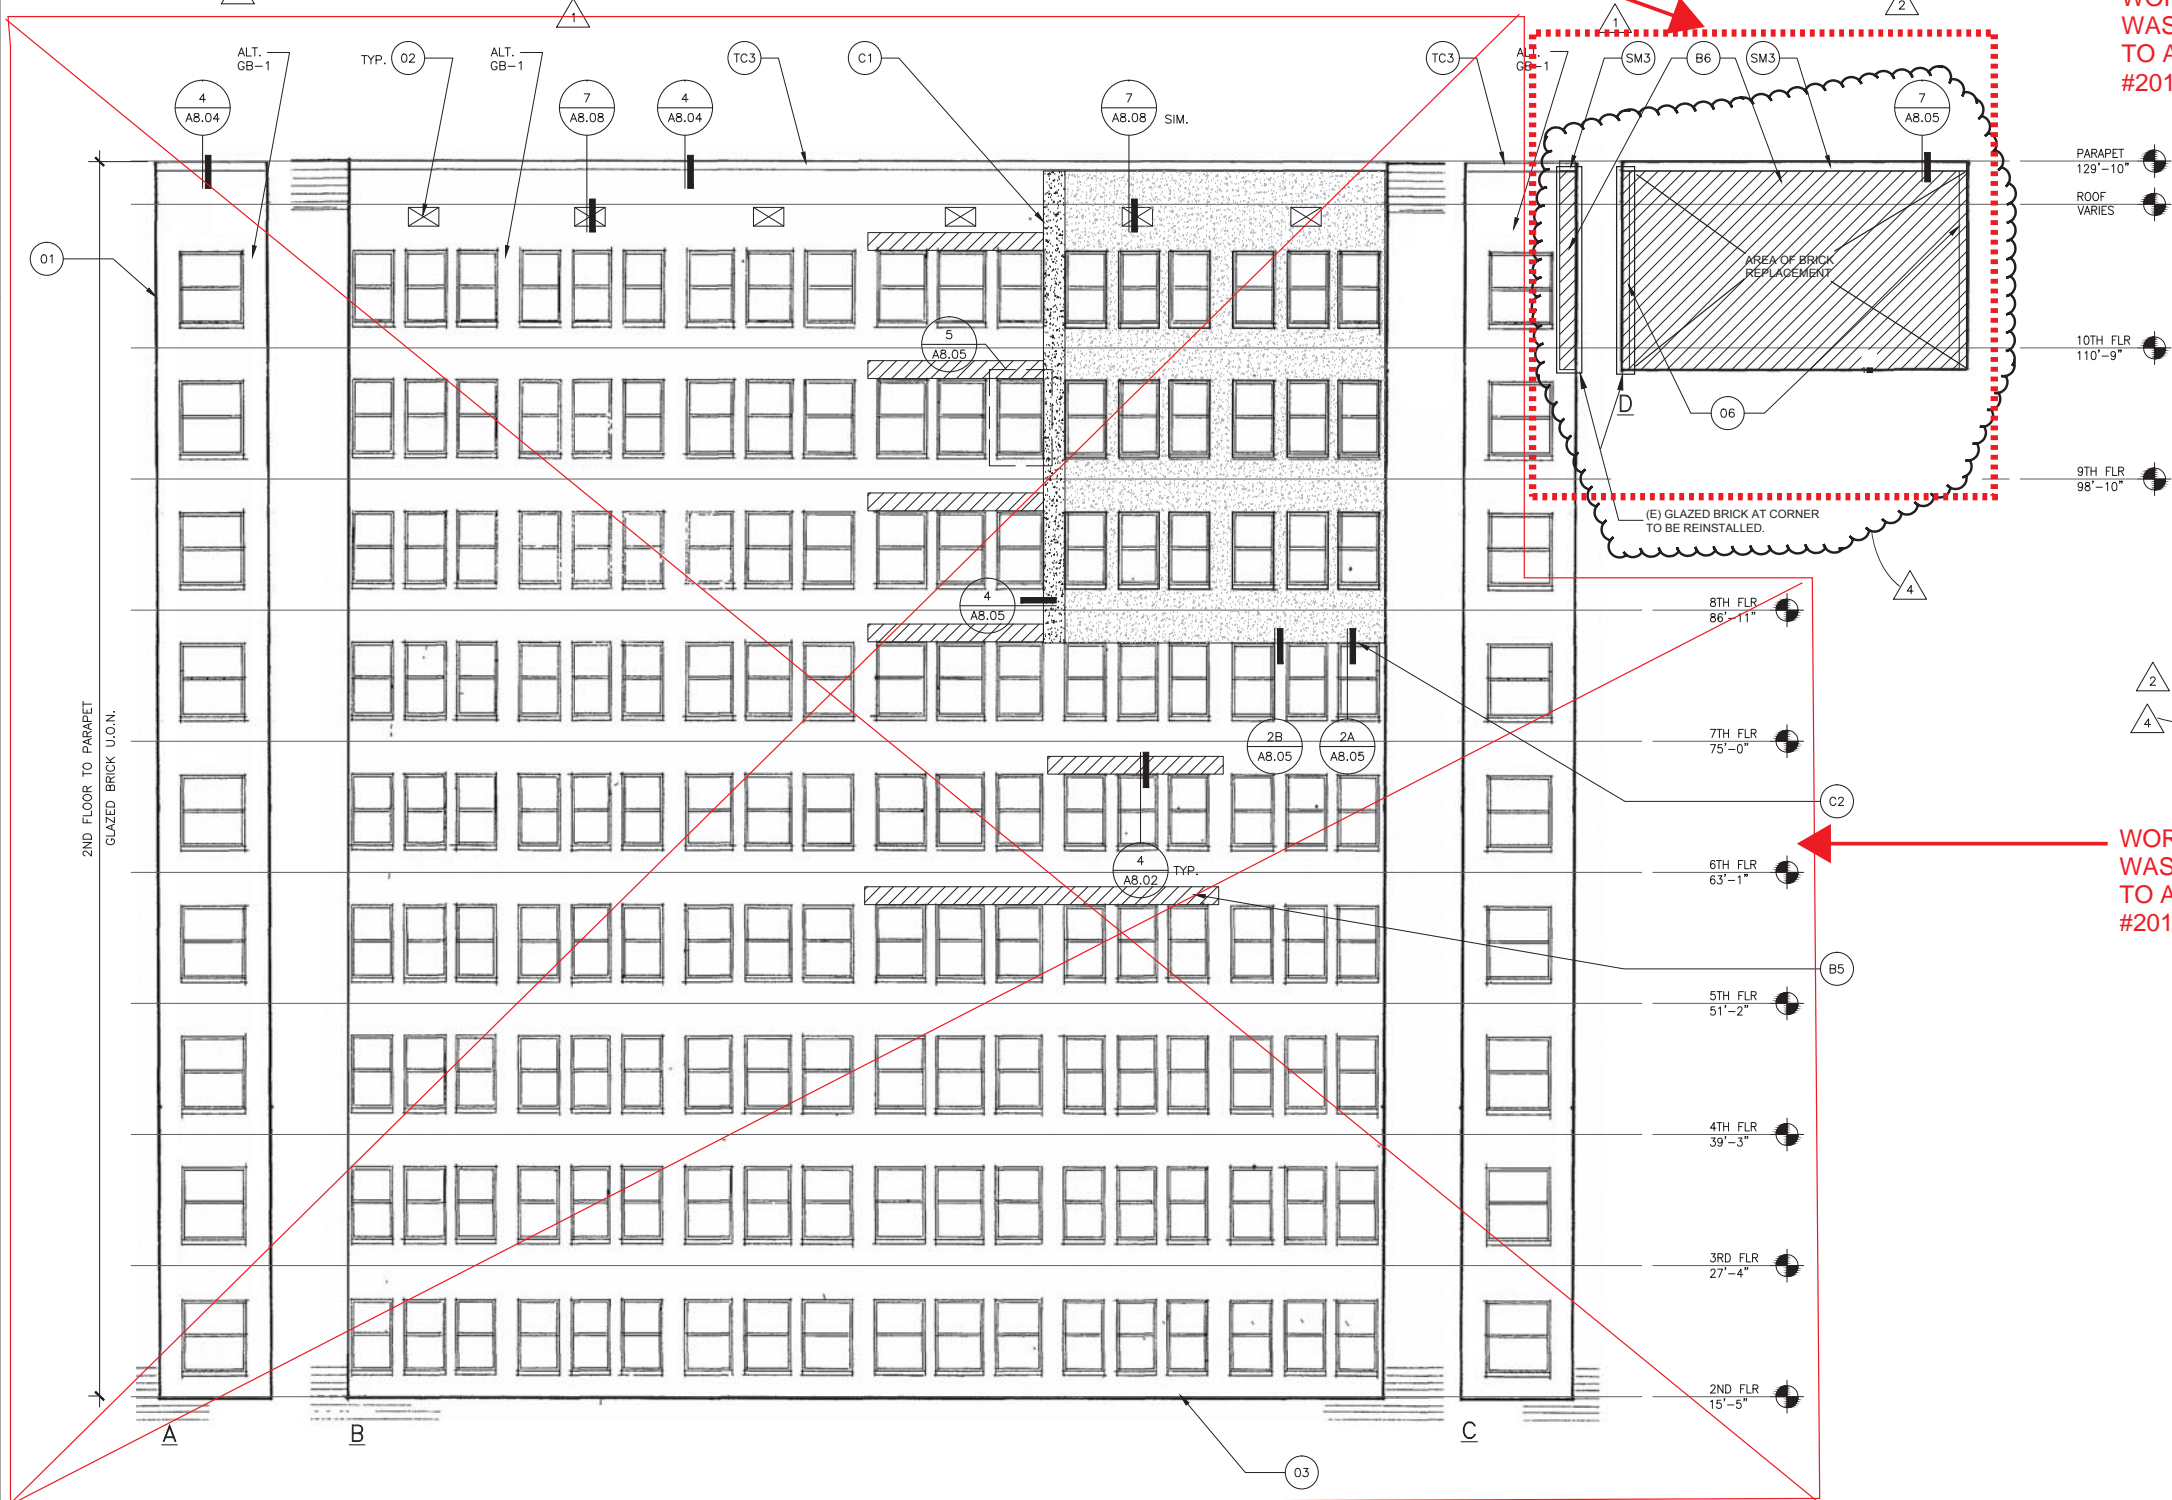 1
1
2
WAS
TO A
#201
ALT.
GB-1
TYP. 02
ALT.
GB-1
TC3
C1
TC3
ALT.
GB-1
SM3
B6
SM3
4
A8.04
7
A8.08
4
A8.04
7
A8.08
SIM.
7
A8.05
PARAPET
129'-10"
ROOF
VARIES
01
AREA OF BRICK
REPLACEMENT
5
A8.05
10TH FLR
110'-9"
D
06
9TH FLR
98'-10"
(E) GLAZED BRICK AT CORNER
TO BE REINSTALLED.
4
4
A8.05
8TH FLR
86'-11"
2
4
2ND FLOOR TO PARAPET
GLAZED BRICK U.O.N.
2B
A8.05
2A
A8.05
7TH FLR
75'-0"
C2
WAS
TO A
#201
4
A8.02
TYP.
6TH FLR
63'-1"
B5
5TH FLR
51'-2"
4TH FLR
39'-3"
3RD FLR
27'-4"
2ND FLR
15'-5"
A
B
C
03